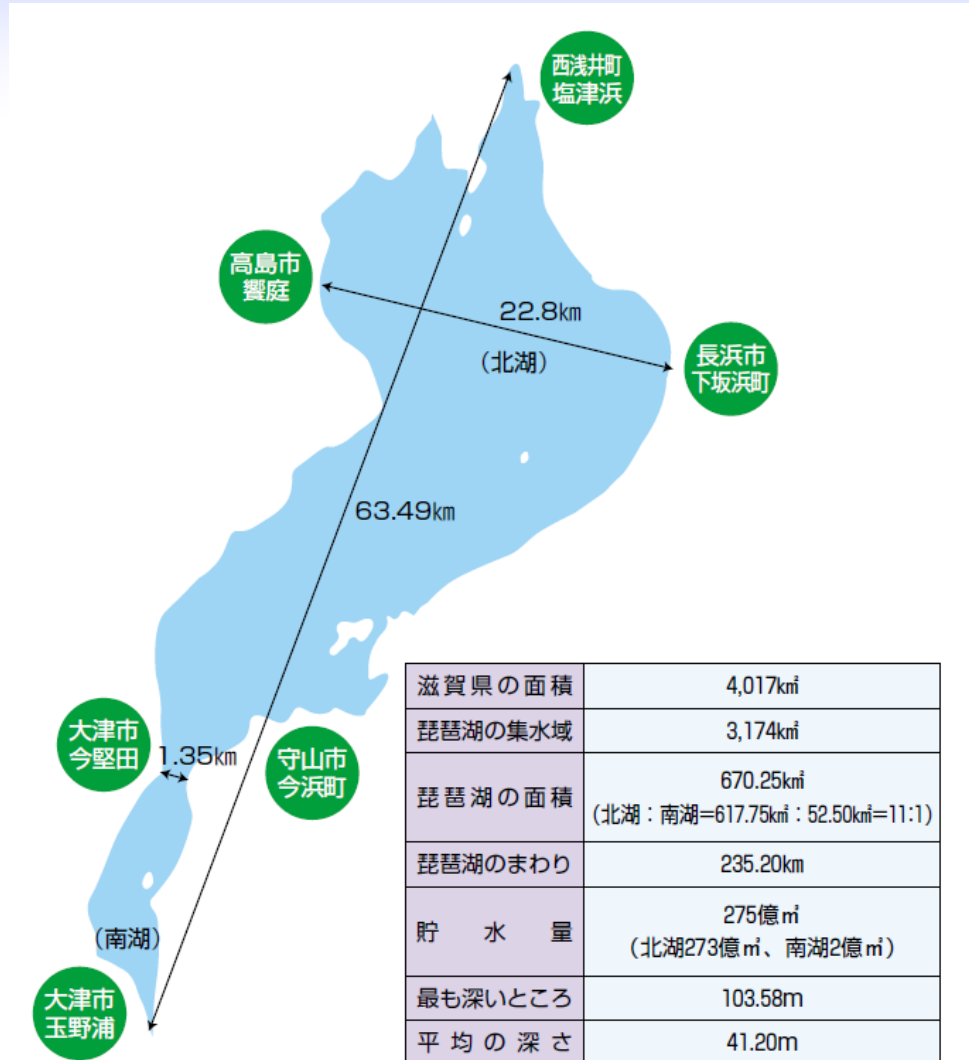 西浅井町
塩津浜
高島市
饗庭
22.8㎞
(北湖)
長浜市
下坂浜町
63.49㎞
大津市
今堅田
1.35㎞
守山市
今浜町
(南湖)
大津市
玉野浦
滋賀県の面積 4,017㎢
琵琶湖の集水域 3,174㎢
琵琶湖の面積 670.25㎢
(北湖:南湖=617.75㎢:52.50㎢=11:1)
琵琶湖のまわり 235.20km
貯水量 275億㎥
(北湖273億㎥、南湖2億㎥)
最も深いところ 103.58m
平均の深さ 41.20m